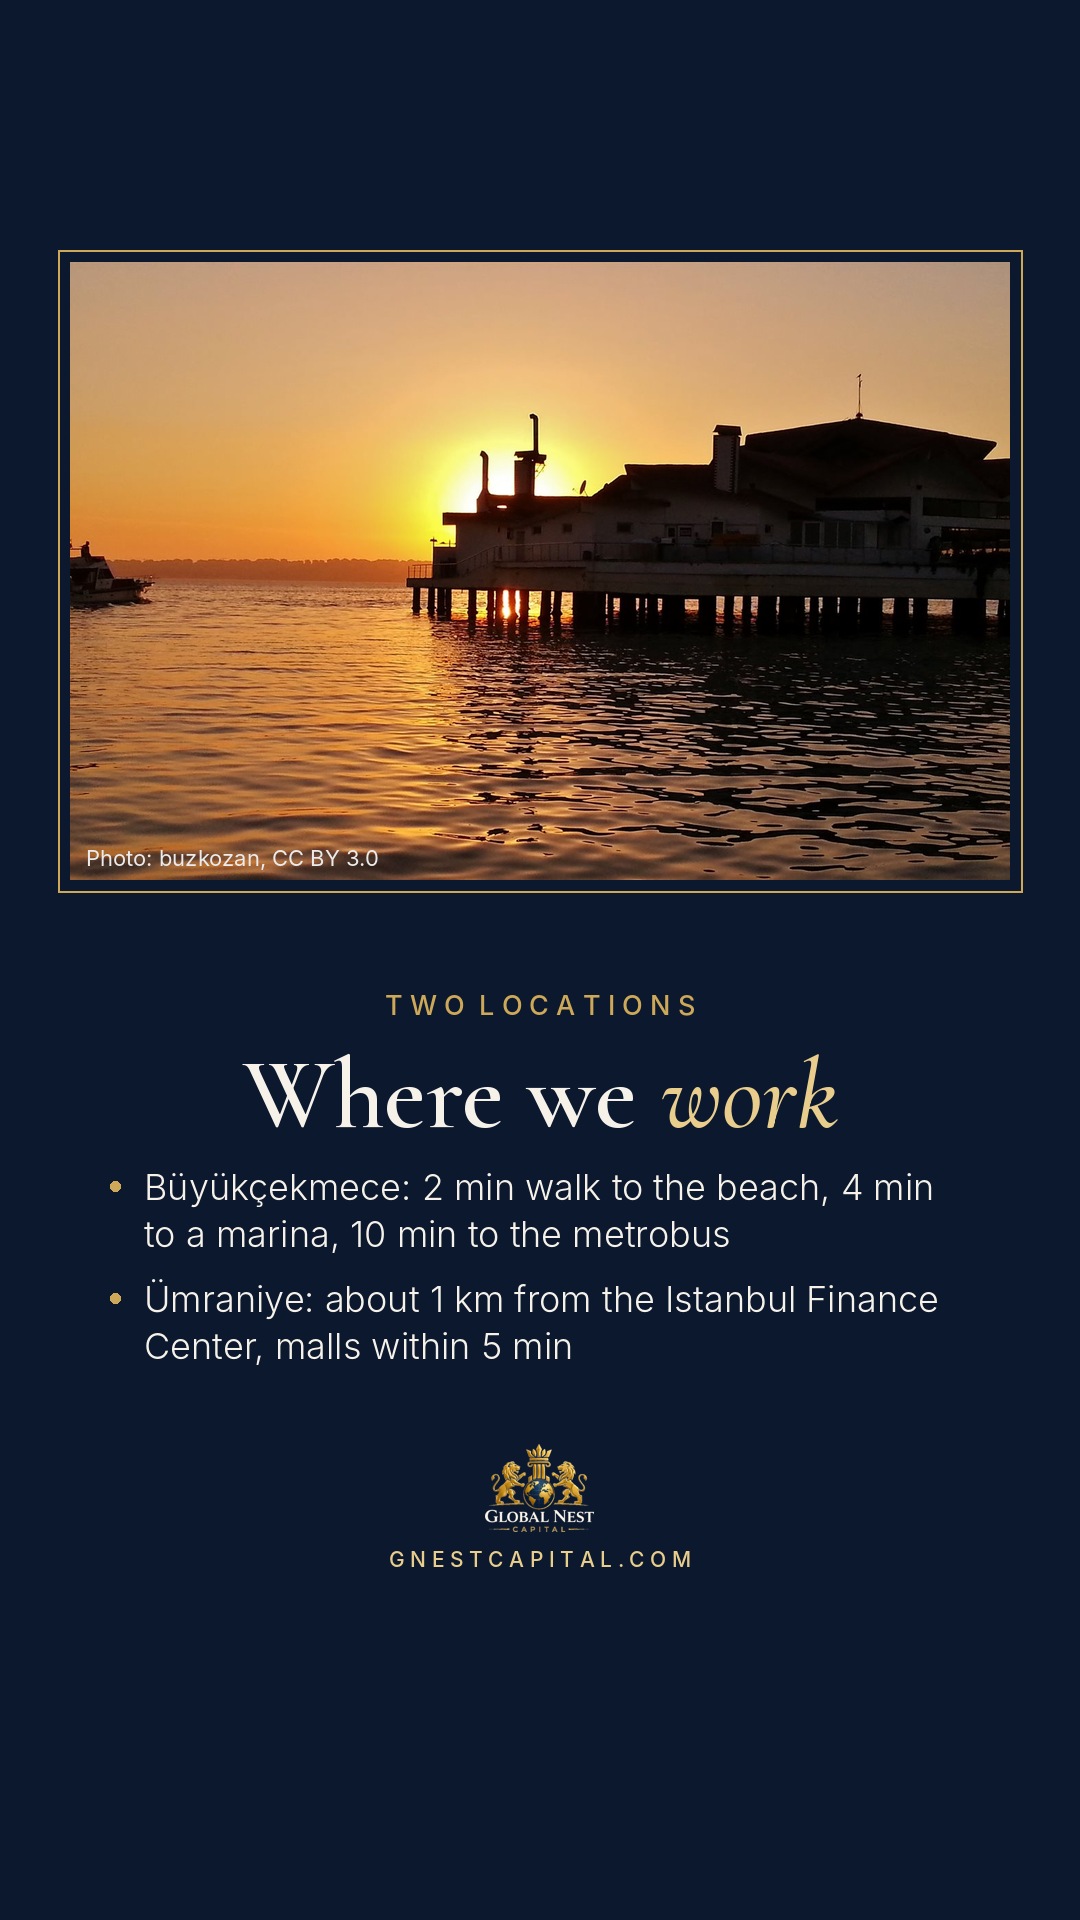 Photo: buzkozan, CC BY 3.0
TWO LOCATIONS
Where we work
• Büyükçekmece: 2 min walk to the beach, 4 min
to a marina, 10 min to the metrobus
• Ümraniye: about 1 km from the Istanbul Finance
Center, malls within 5 min
GLOBAL NEST
CAPITAL
GNESTCAPITAL.COM